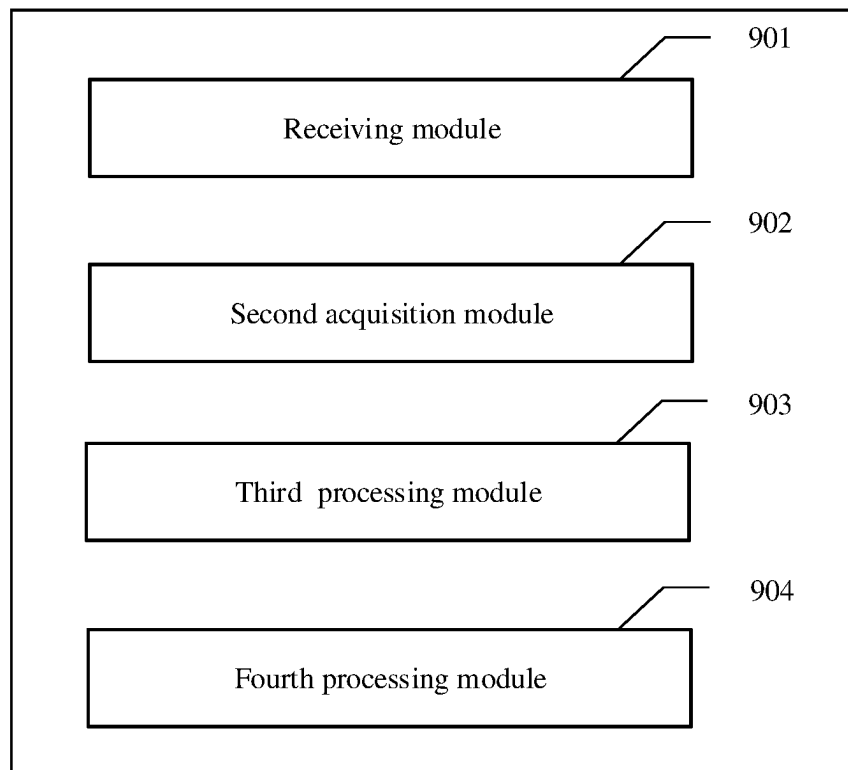 901
Receiving module
902
Second acquisition module
903
Third processing module
904
Fourth processing module